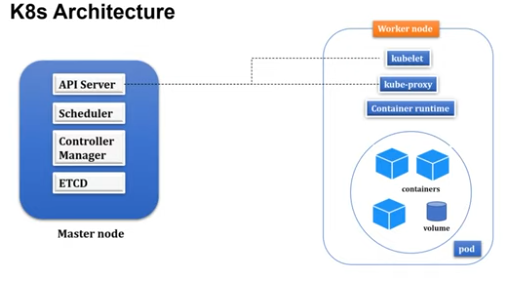 K8s Architecture
API Server
Scheduler
Controller
Manager
ETCD
Master node
Worker node
kubelet
kube-proxy
Container runtime
containers
volume
pod